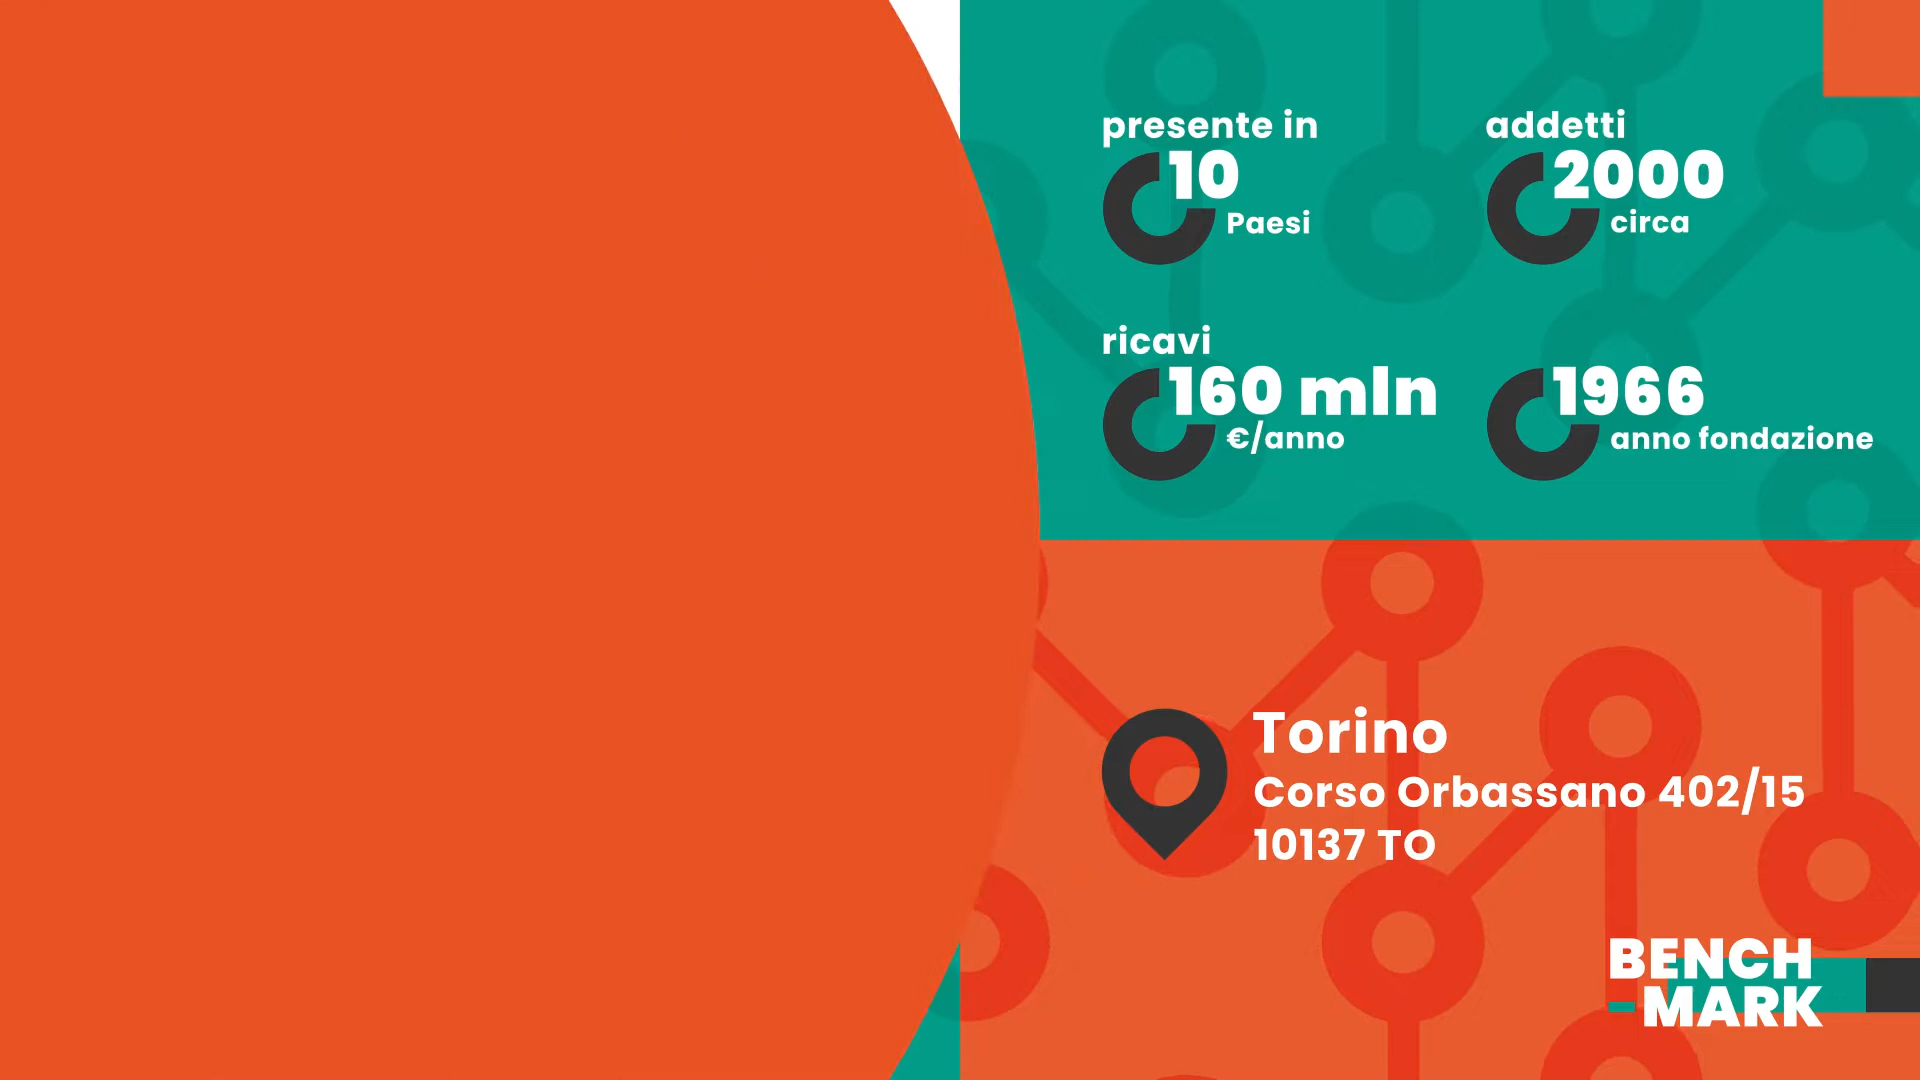 presente in
10
Paesi
addetti
2000
circa
ricavi
160 mln
€/anno
1966
anno fondazione
Torino
Corso Orbassano 402/15
10137 TO
BENCH
-MARK